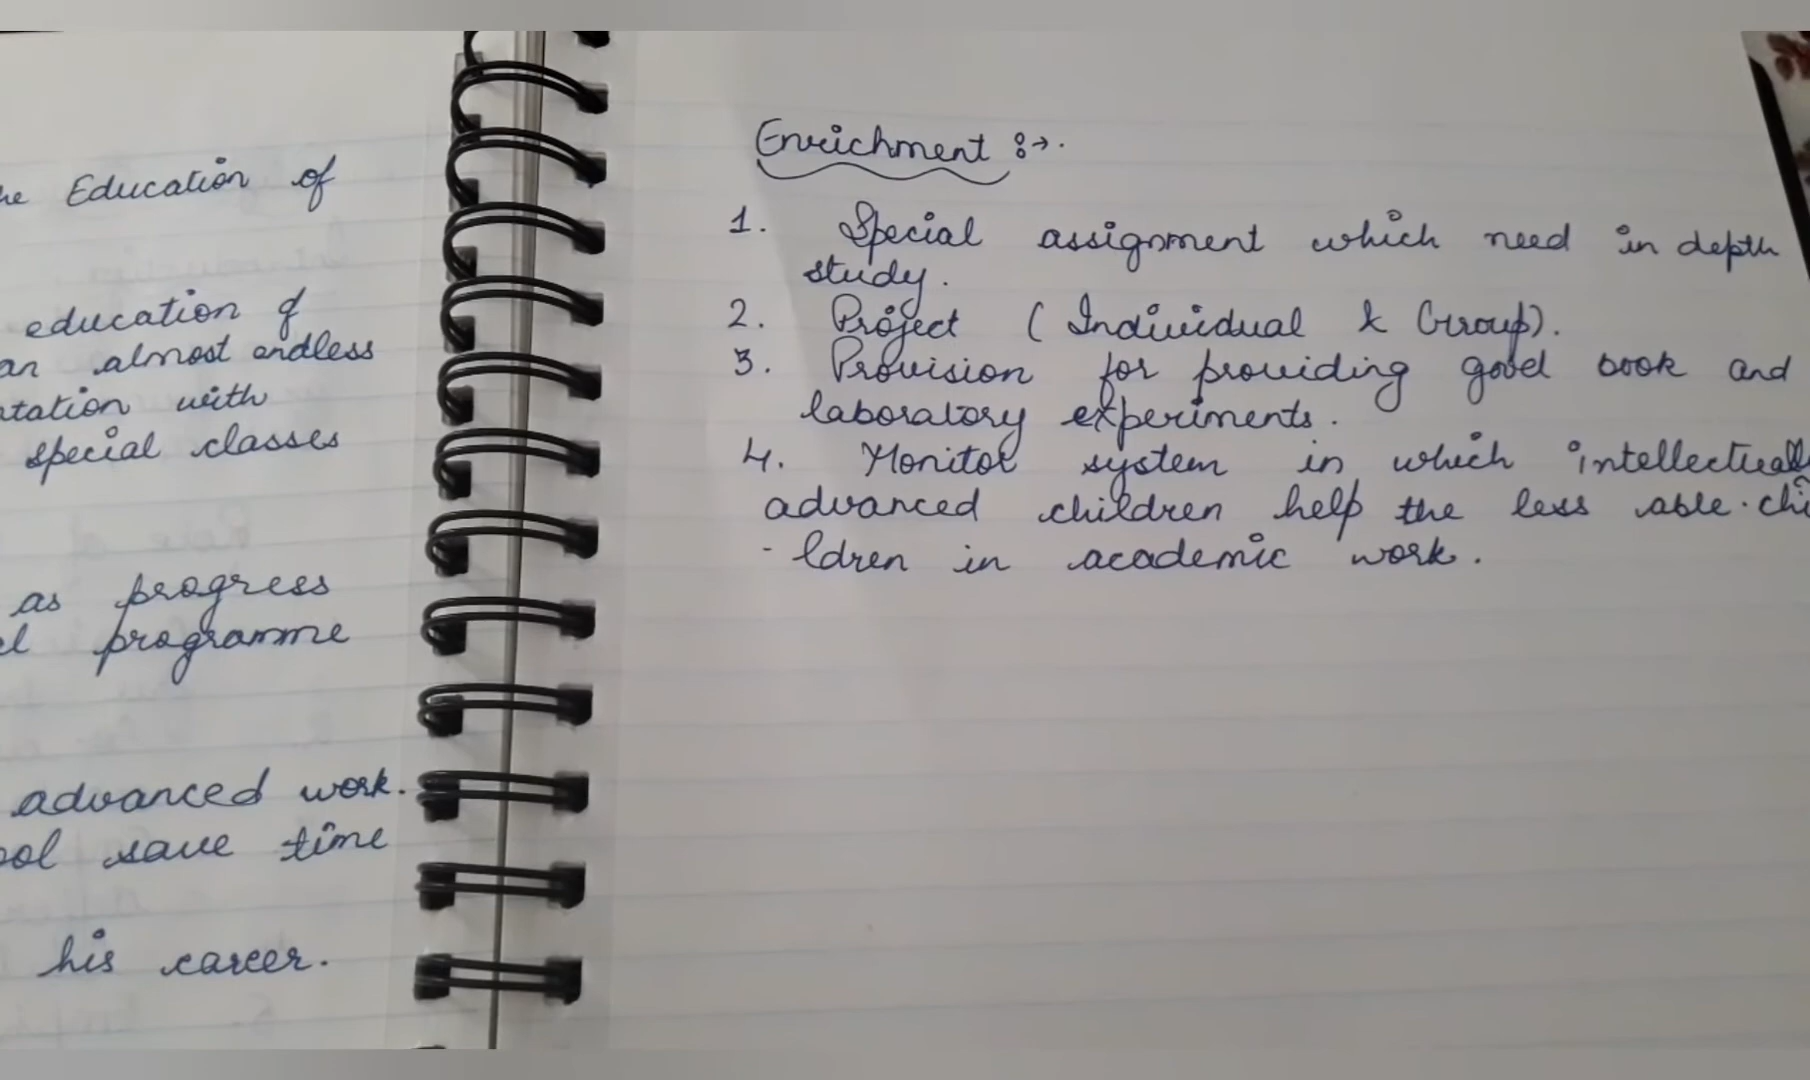 Education of
education of
an almost endless
with
special classes
as progress
programme
advanced work.
save time
his career.
Enrichment :→.
1. Special assignment which need in depth
study.
2. Project ( Individual & Group).
3. Provision for providing good book and
laboratory experiments.
4. Monitor system in which intellectuall
advanced children help the less able chi
- ldren in academic work.